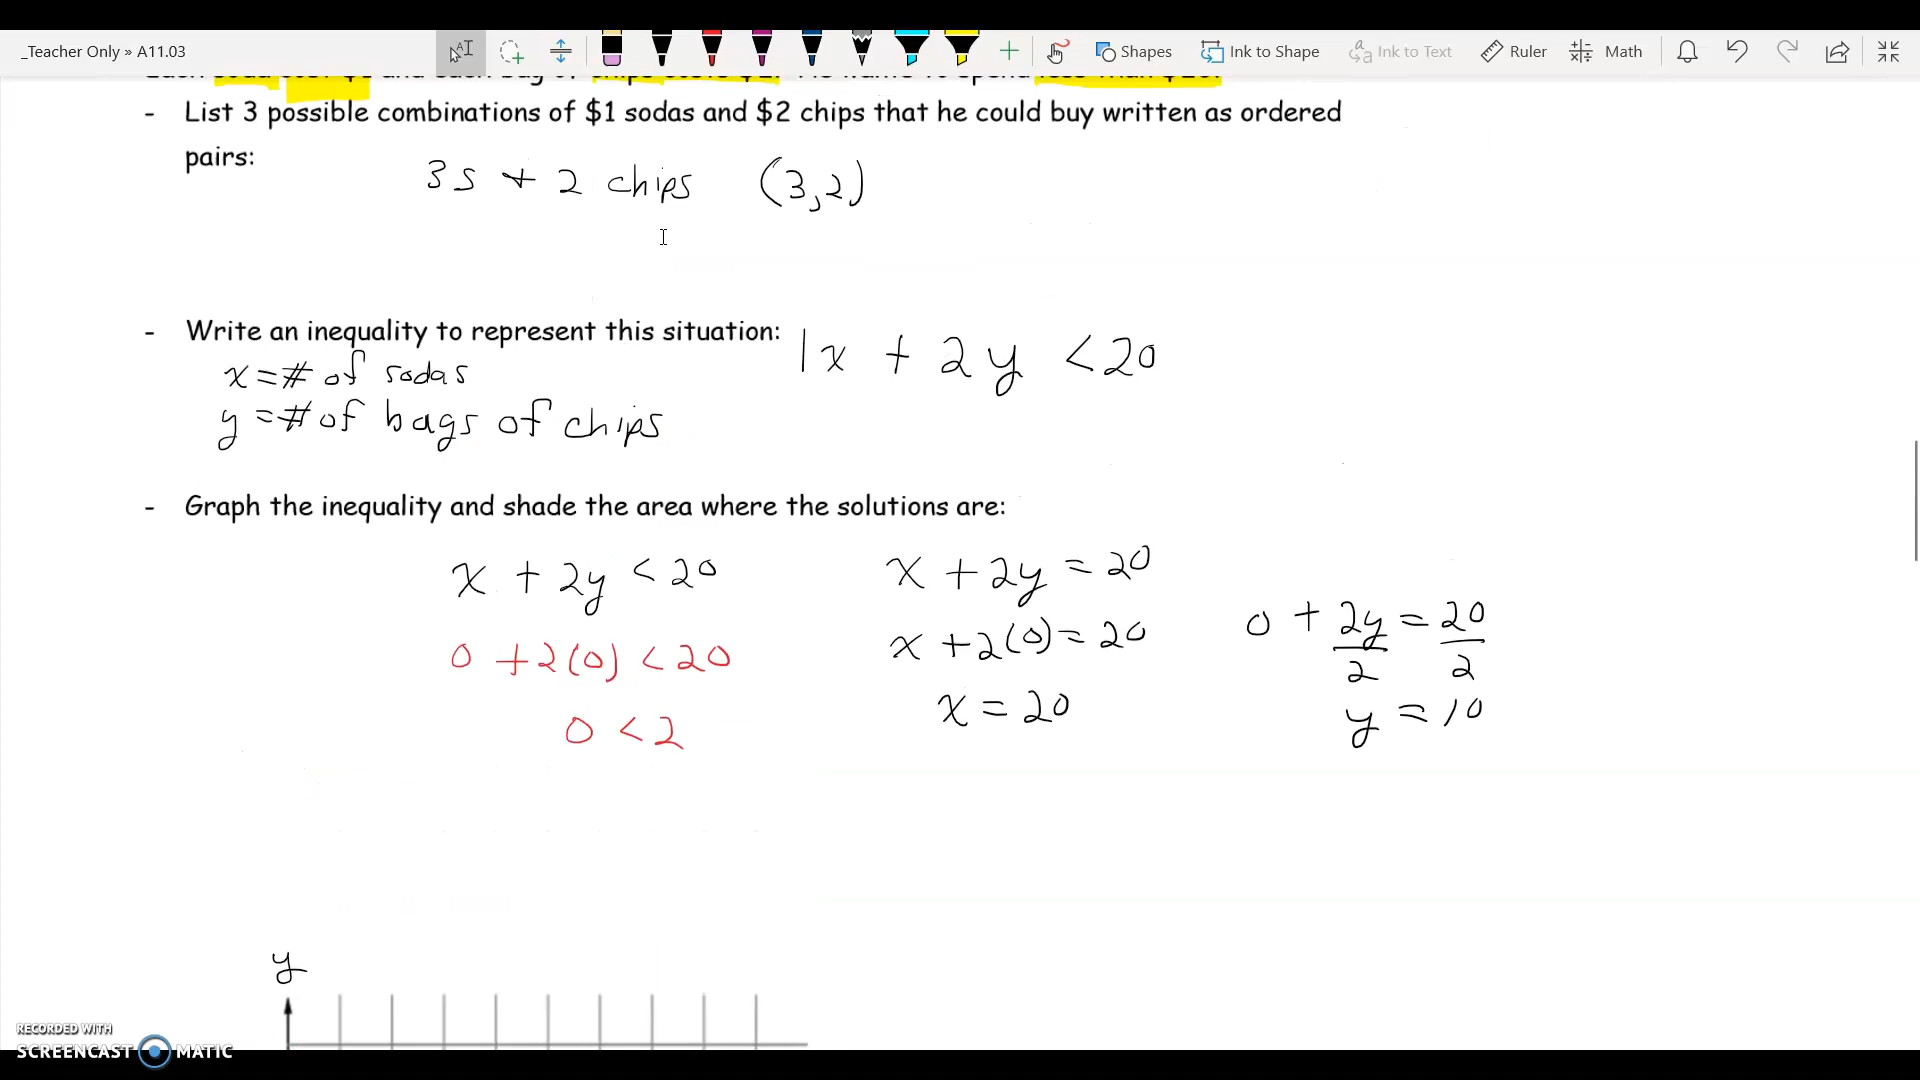 _Teacher Only » A11.03
Shapes
Ink to Shape
Ink to Text
Ruler
Math
- List 3 possible combinations of $1 sodas and $2 chips that he could buy written as ordered
pairs:
3s + 2 chips (3,2)
- Write an inequality to represent this situation:
1x + 2y < 20
x = # of sodas
y = # of bags of chips
- Graph the inequality and shade the area where the solutions are:
x + 2y < 20
0 + 2(0) < 20
0 < 2
x + 2y = 20
x + 2(0) = 20
x = 20
0 + 2y = 20
2 2
y = 10
y
RECORDED WITH
SCREENCAST MATIC